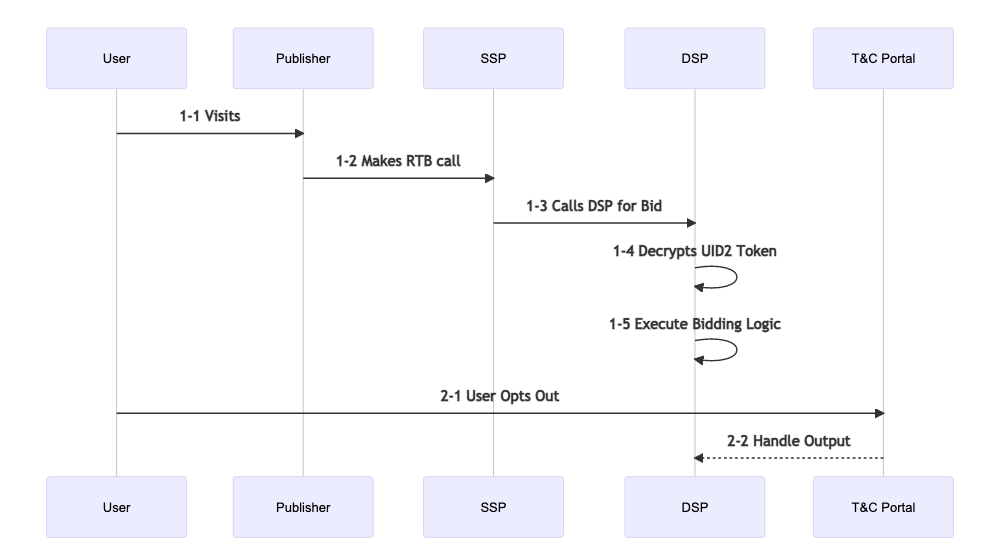 User
Publisher
SSP
DSP
T&C Portal
1-1 Visits
1-2 Makes RTB call
1-3 Calls DSP for Bid
1-4 Decrypts UID2 Token
1-5 Execute Bidding Logic
2-1 User Opts Out
2-2 Handle Output
User
Publisher
SSP
DSP
T&C Portal